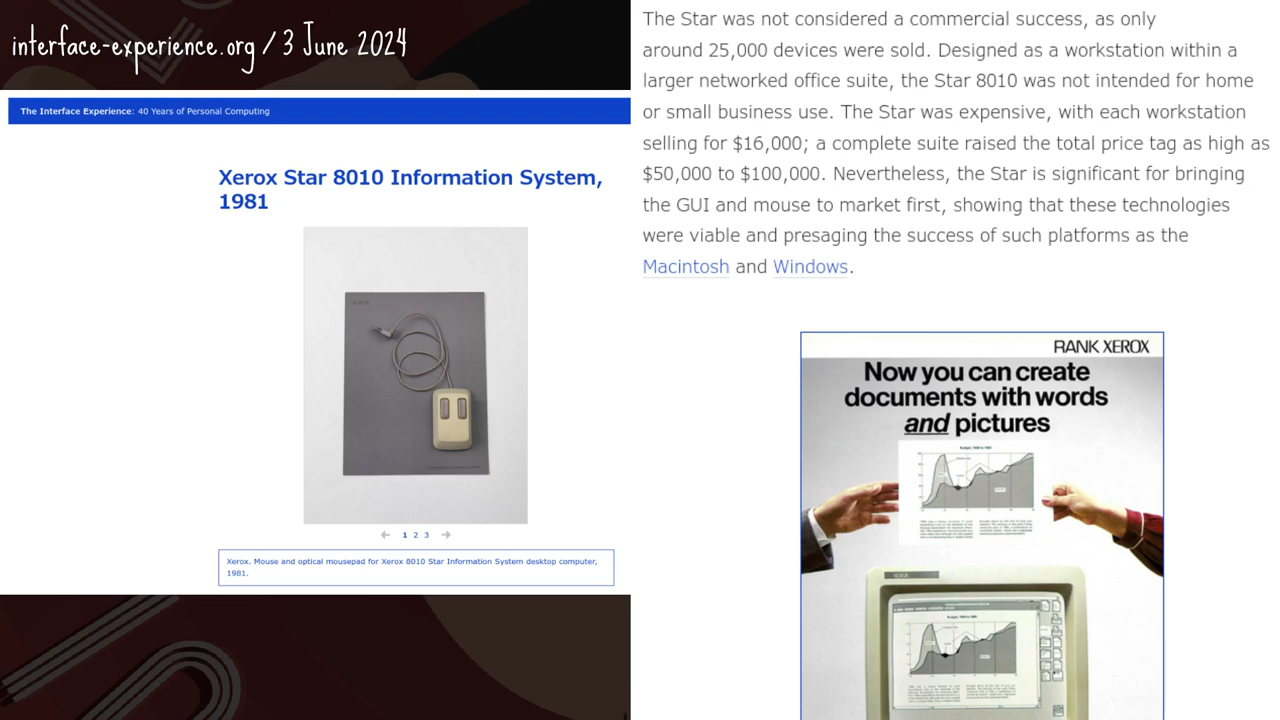 interface-experience.org / 3 June 2024
The Interface Experience: 40 Years of Personal Computing
Xerox Star 8010 Information System,
1981
1 2 3
Xerox. Mouse and optical mousepad for Xerox 8010 Star Information System desktop computer,
1981.
The Star was not considered a commercial success, as only
around 25,000 devices were sold. Designed as a workstation within a
larger networked office suite, the Star 8010 was not intended for home
or small business use. The Star was expensive, with each workstation
selling for $16,000; a complete suite raised the total price tag as high as
$50,000 to $100,000. Nevertheless, the Star is significant for bringing
the GUI and mouse to market first, showing that these technologies
were viable and presaging the success of such platforms as the
Macintosh and Windows.
RANK XEROX
Now you can create
documents with words
and pictures
XEROX